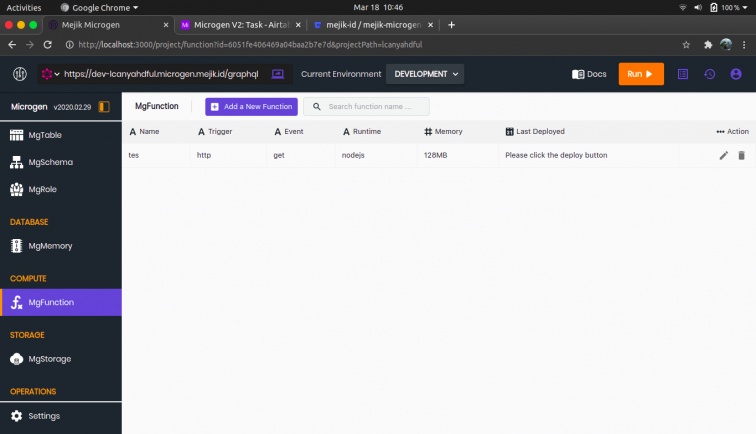 Activities
Google Chrome
Mar 18 10:46
100 %
Mejik Microgen
Microgen V2: Task - Airtal
mejik-id / mejik-microgen
http://localhost:3000/project/function?id=6051fe406469a04baa2b7e7d&projectPath=lcanyahdful
https://dev-lcanyahdful.microgen.mejik.id/graphql
Current Environment
DEVELOPMENT
Docs
Run
Microgen v2020.02.29
MgFunction
Add a New Function
Search function name ...
MgTable
MgSchema
MgRole
DATABASE
MgMemory
COMPUTE
MgFunction
STORAGE
MgStorage
OPERATIONS
Settings
Name Trigger Event Runtime Memory Last Deployed Action
tes http get nodejs 128MB Please click the deploy button